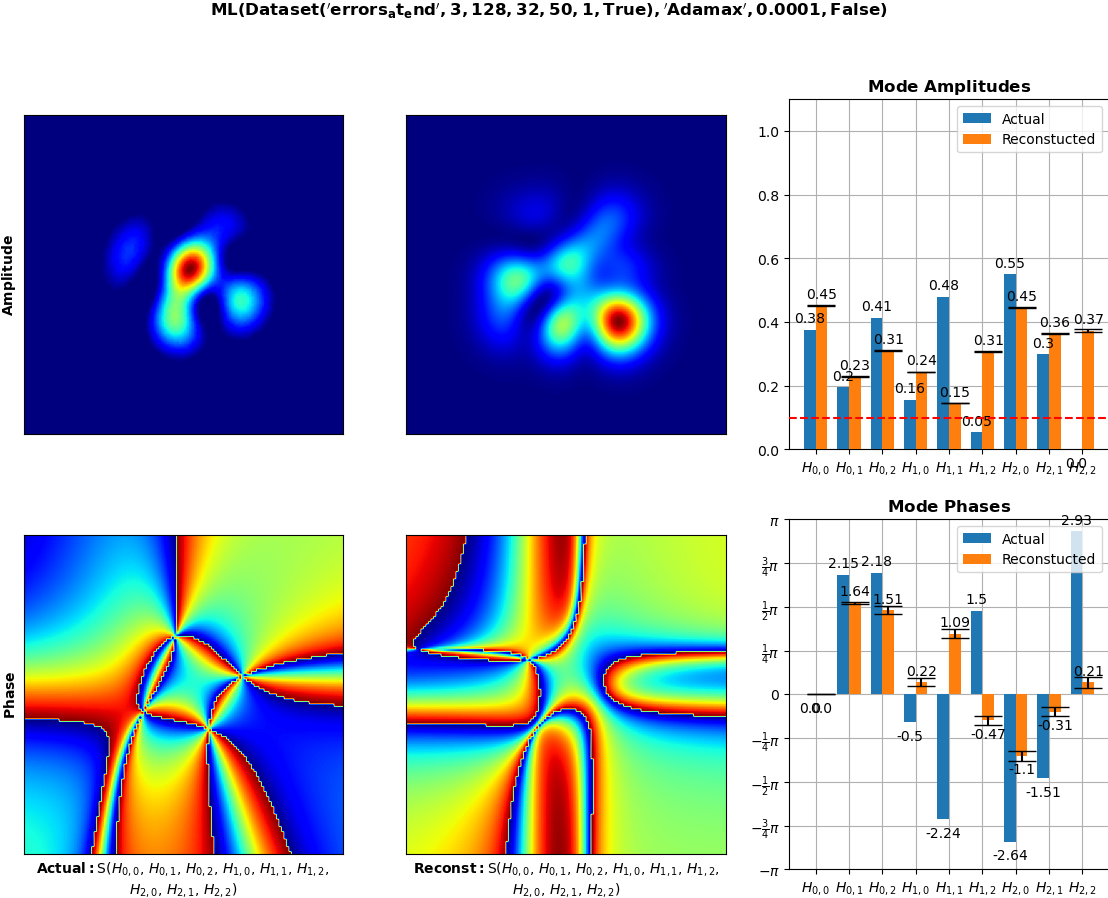 ML(Dataset('errors_at_end', 3, 128, 32, 50, 1, True), 'Adamax', 0.0001, False)
Amplitude
Mode Amplitudes
Actual
Reconstucted
1.0
0.8
0.6
0.4
0.2
0.0
0.38 0.45 0.2 0.23 0.41 0.31 0.16 0.24 0.48 0.15 0.05 0.31 0.55 0.45 0.3 0.36 0.0 0.37
H0,0 H0,1 H0,2 H1,0 H1,1 H1,2 H2,0 H2,1 H2,2
Phase
Mode Phases
Actual
Reconstucted
π
3/4π
1/2π
1/4π
0
−1/4π
−1/2π
−3/4π
−π
0.0 0.0 2.15 1.64 2.18 1.51 -0.5 0.22 -2.24 1.09 1.5 -0.47 -2.64 -1.1 -1.51 -0.31 2.93 0.21
H0,0 H0,1 H0,2 H1,0 H1,1 H1,2 H2,0 H2,1 H2,2
Actual: S(H0,0, H0,1, H0,2, H1,0, H1,1, H1,2,
H2,0, H2,1, H2,2)
Reconst: S(H0,0, H0,1, H0,2, H1,0, H1,1, H1,2,
H2,0, H2,1, H2,2)